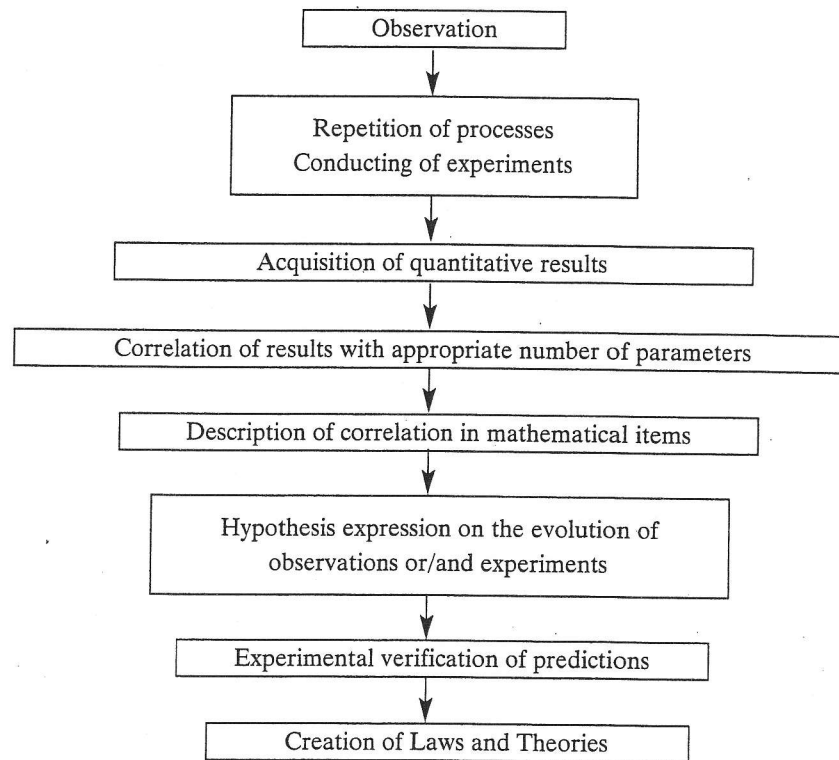 Observation
Repetition of processes
Conducting of experiments
Acquisition of quantitative results
Correlation of results with appropriate number of parameters
Description of correlation in mathematical items
Hypothesis expression on the evolution of
observations or/and experiments
Experimental verification of predictions
Creation of Laws and Theories